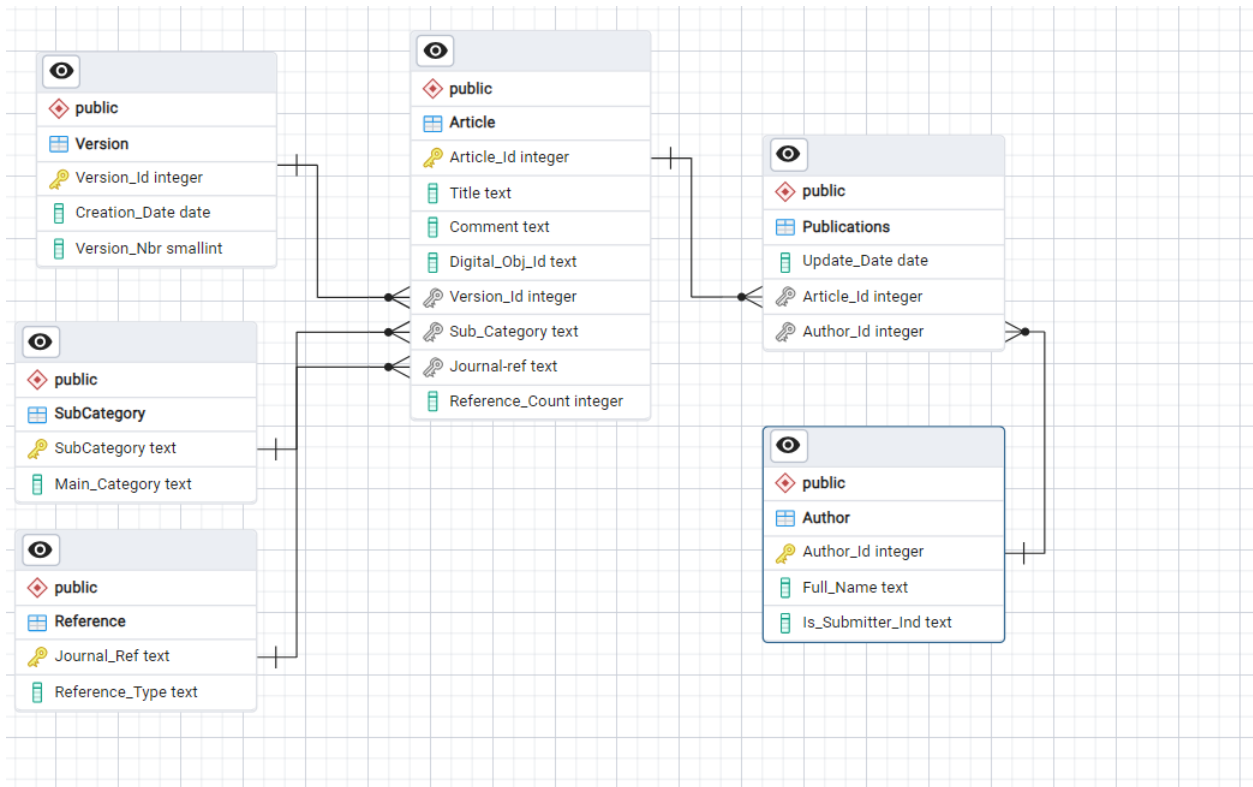 public
Version
Version_Id integer
Creation_Date date
Version_Nbr smallint
public
SubCategory
SubCategory text
Main_Category text
public
Reference
Journal_Ref text
Reference_Type text
public
Article
Article_Id integer
Title text
Comment text
Digital_Obj_Id text
Version_Id integer
Sub_Category text
Journal-ref text
Reference_Count integer
public
Publications
Update_Date date
Article_Id integer
Author_Id integer
public
Author
Author_Id integer
Full_Name text
Is_Submitter_Ind text